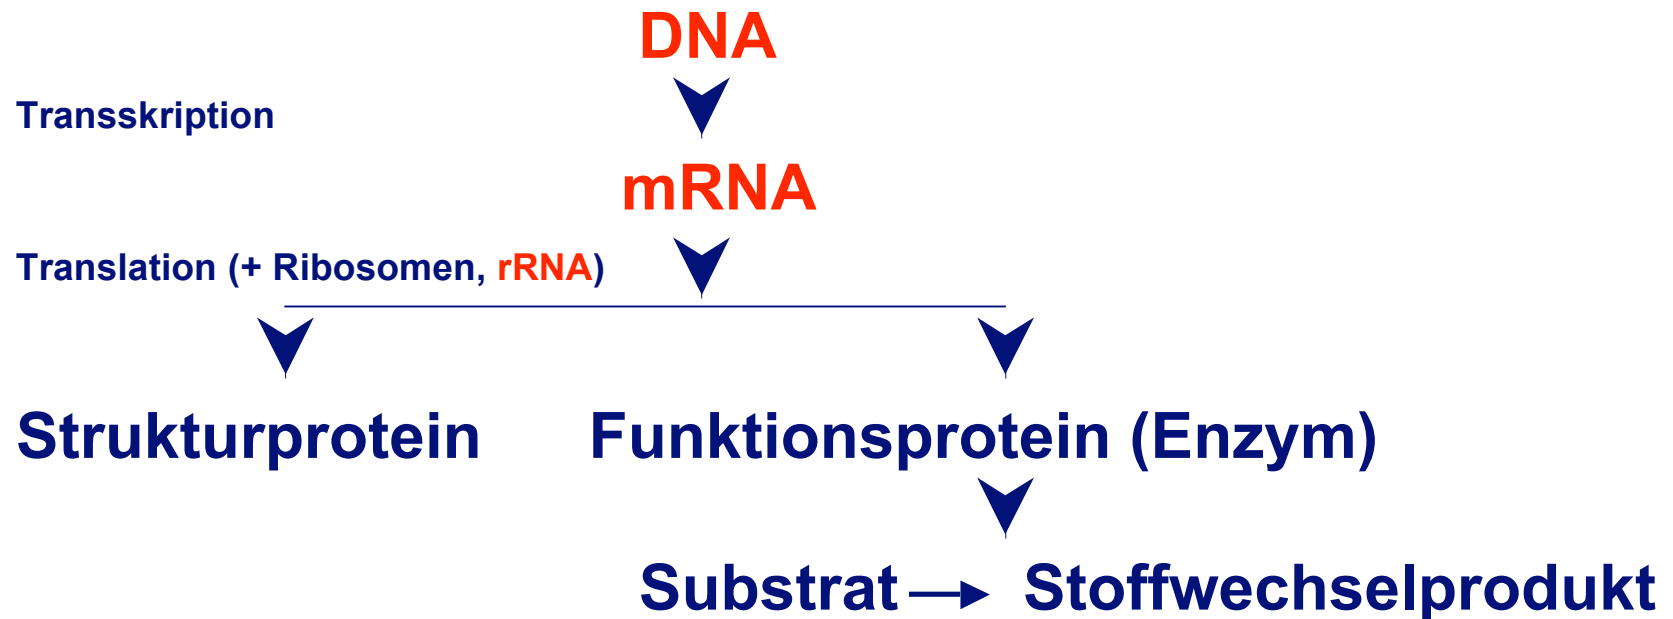 DNA
Transskription
mRNA
Translation (+ Ribosomen, rRNA)
Strukturprotein Funktionsprotein (Enzym)
Substrat → Stoffwechselprodukt